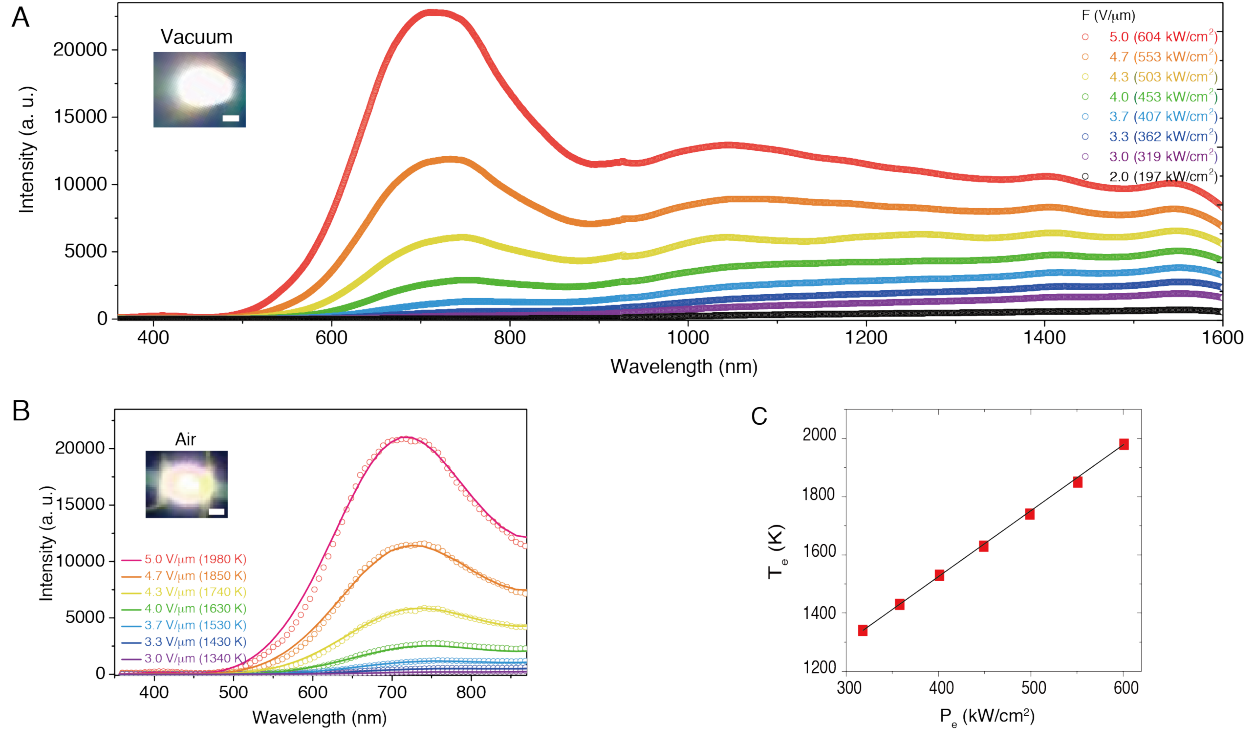 A
Vacuum
F (V/μm)
5.0 (604 kW/cm²)
4.7 (553 kW/cm²)
4.3 (503 kW/cm²)
4.0 (453 kW/cm²)
3.7 (407 kW/cm²)
3.3 (362 kW/cm²)
3.0 (319 kW/cm²)
2.0 (197 kW/cm²)
Intensity (a. u.)
20000
15000
10000
5000
0
400 600 800 1000 1200 1400 1600
Wavelength (nm)
B
Air
Intensity (a. u.)
20000
15000
10000
5000
0
5.0 V/μm (1980 K)
4.7 V/μm (1850 K)
4.3 V/μm (1740 K)
4.0 V/μm (1630 K)
3.7 V/μm (1530 K)
3.3 V/μm (1430 K)
3.0 V/μm (1340 K)
400 500 600 700 800
Wavelength (nm)
C
Tₑ (K)
2000
1800
1600
1400
1200
300 400 500 600
Pₑ (kW/cm²)